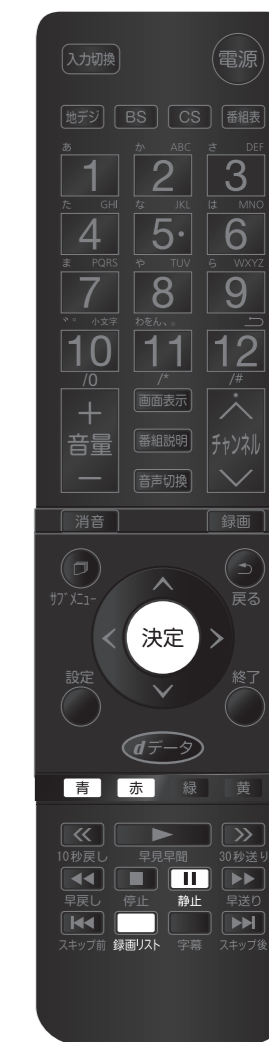 入力切換 電源
地デジ BS CS 番組表
あ か ABC さ DEF
1 2 3
た GHI な JKL は MNO
4 5 6
ま PQRS や TUV ら WXYZ
7 8 9
゛゜ 小文字 わをん、。
10 11 12
/0 /* /#
+ 画面表示
音量 番組説明 チャンネル
− 音声切換
消音 録画
サブメニュー 戻る
決定
設定 終了
dデータ
青 赤 緑 黄
10秒戻し 早見早聞 30秒送り
早戻し 停止 静止 早送り
スキップ前 録画リスト 字幕 スキップ後